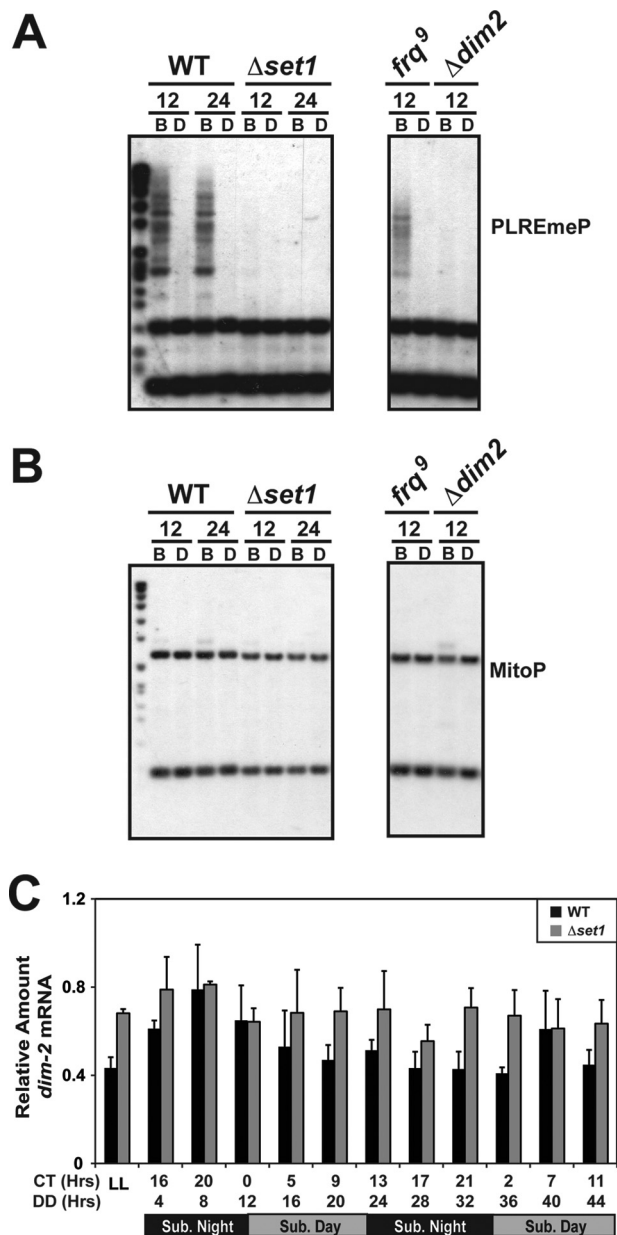 A
WT Δset1 frq⁹ Δdim2
12 24 12 24 12 12
B D B D B D B D B D B D
PLREmeP
B
WT Δset1 frq⁹ Δdim2
12 24 12 24 12 12
B D B D B D B D B D B D
MitoP
C
WT
Δset1
Relative Amount
dim-2 mRNA
1.2
0.8
0.4
0
CT (Hrs) LL 16 20 0 5 9 13 17 21 2 7 11
DD (Hrs) 4 8 12 16 20 24 28 32 36 40 44
Sub. Night Sub. Day Sub. Night Sub. Day